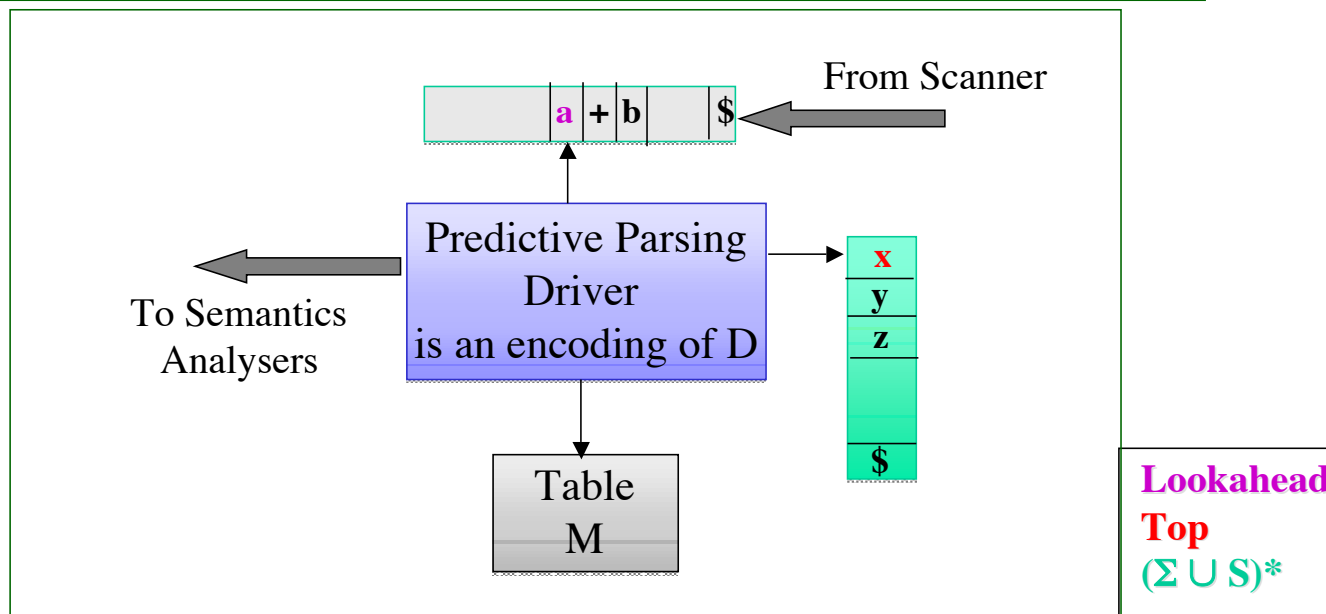 From Scanner
a + b $
Predictive Parsing
Driver
is an encoding of D
x
y
z
$
To Semantics
Analysers
Table
M
Lookahead
Top
(Σ ∪ S)*